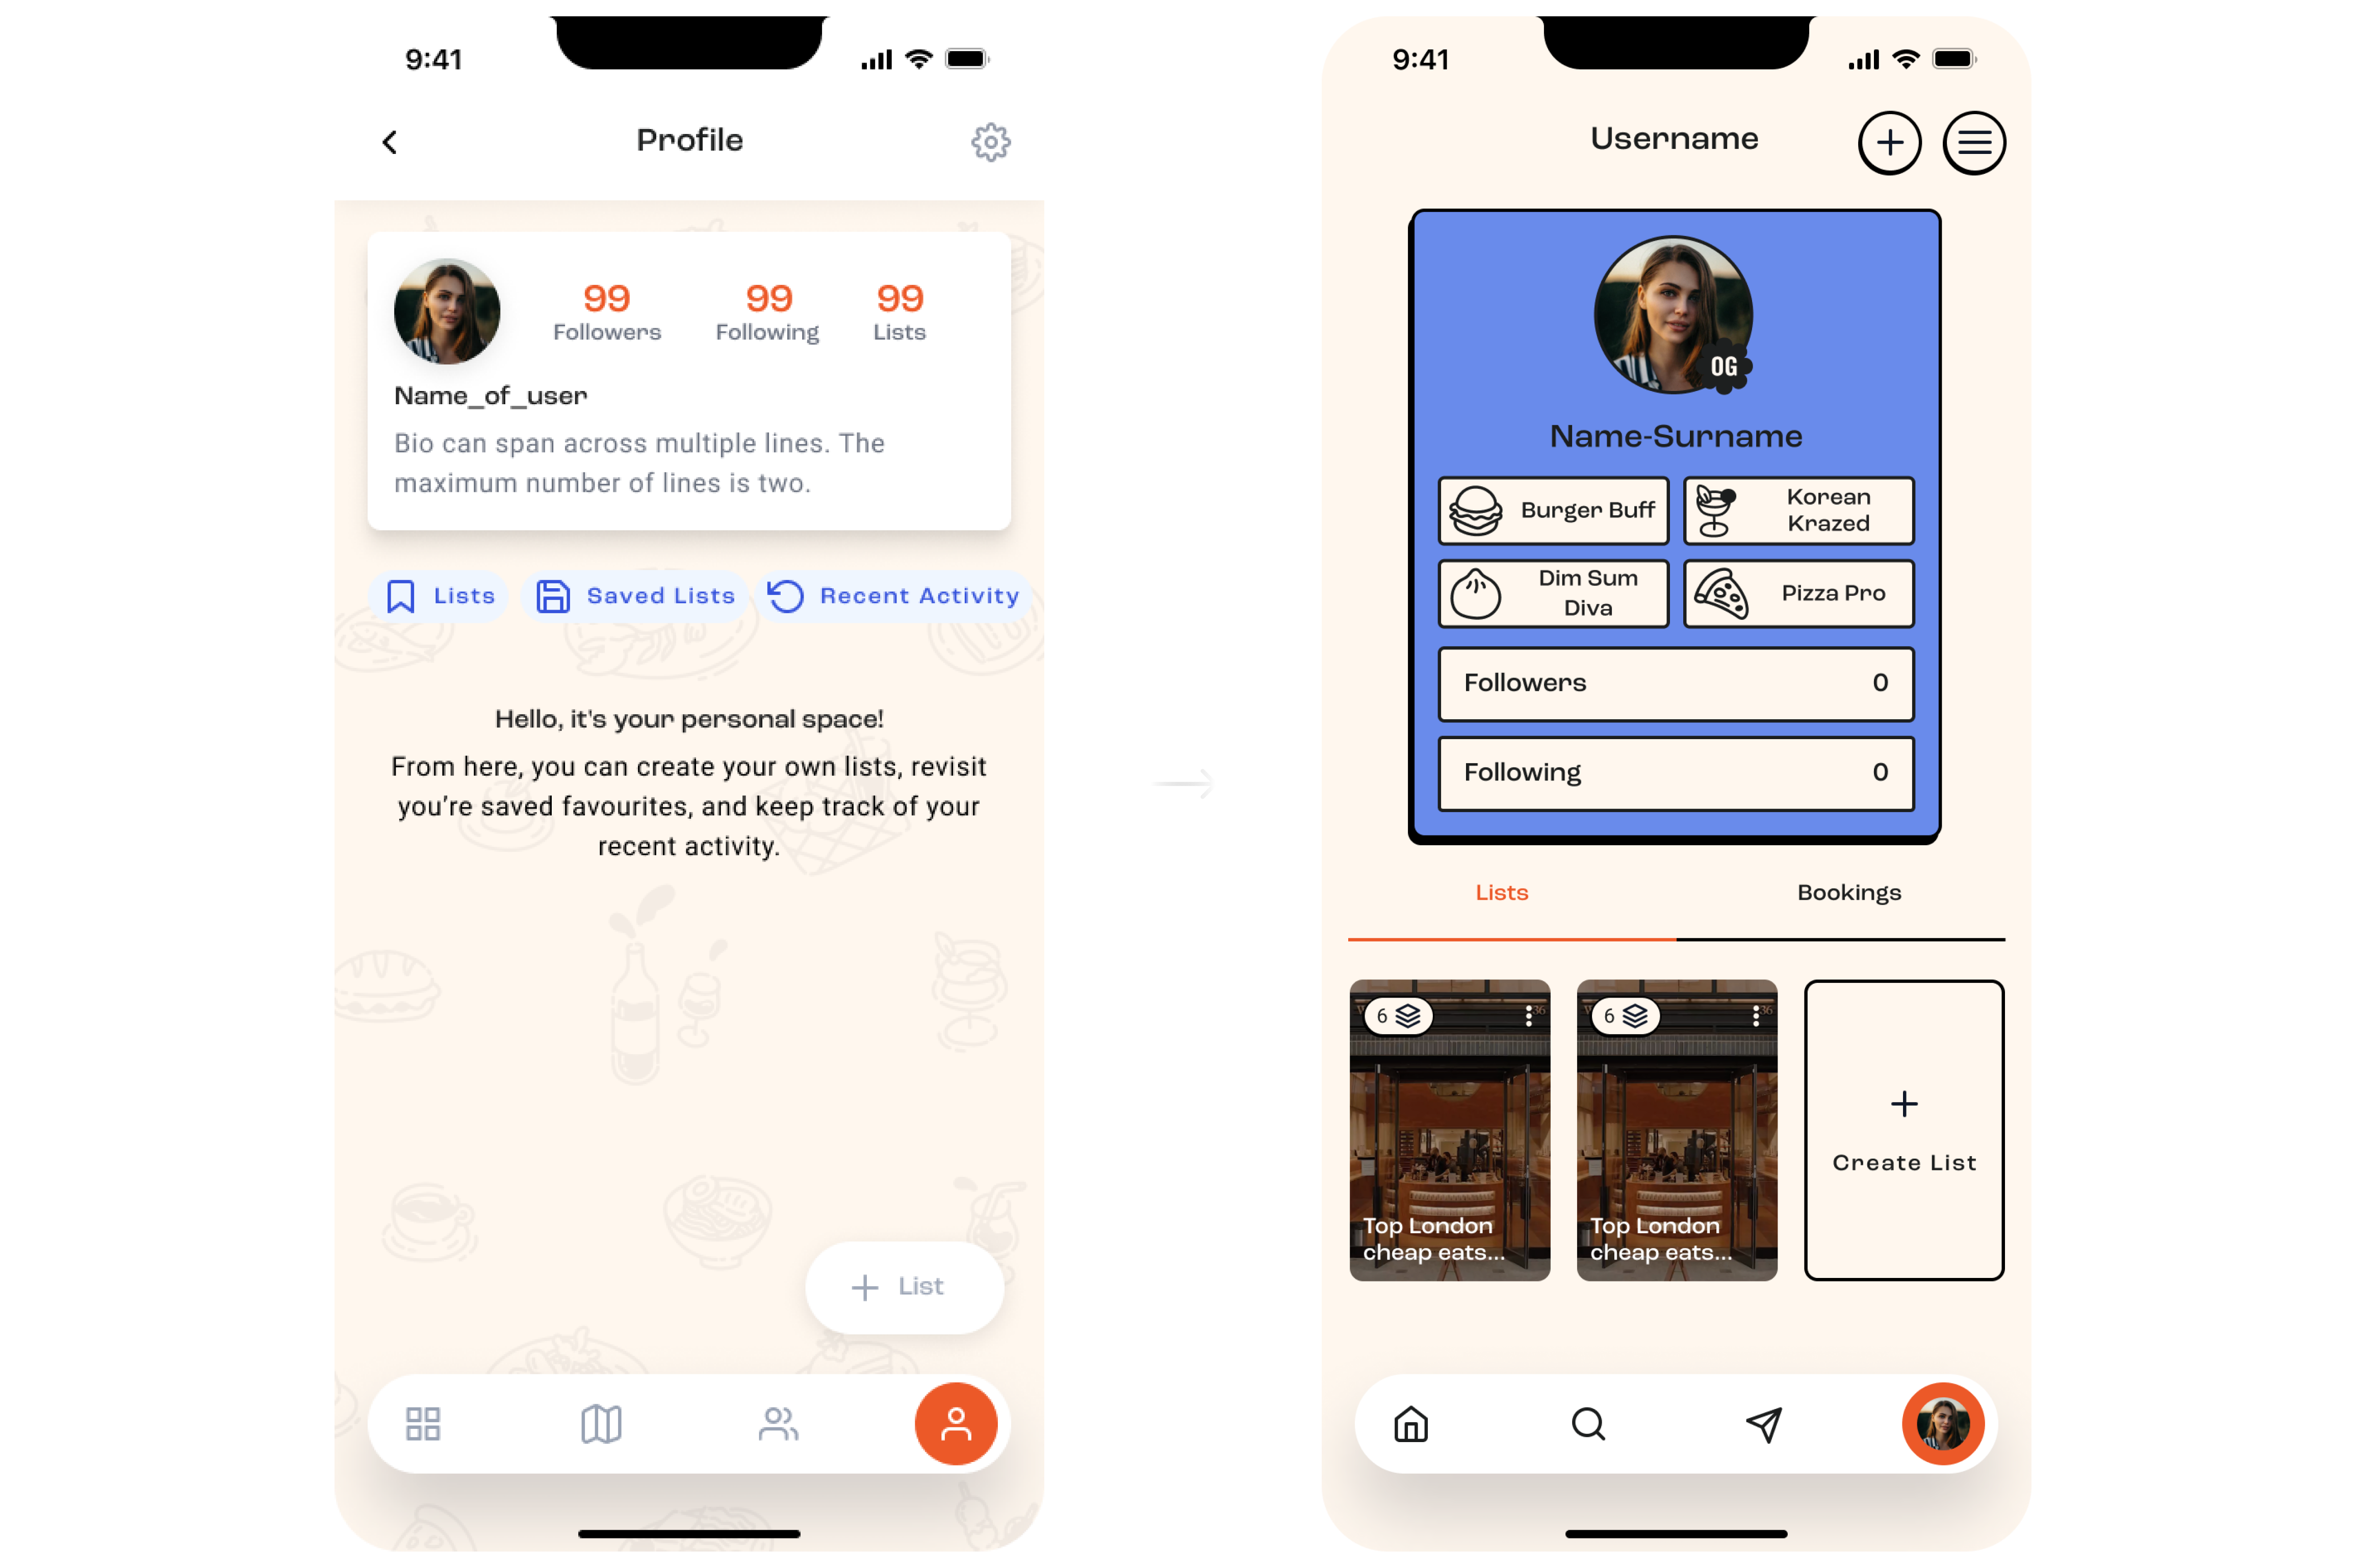 9:41
Profile
99 99 99
Followers Following Lists
Name_of_user
Bio can span across multiple lines. The
maximum number of lines is two.
Lists Saved Lists Recent Activity
Hello, it's your personal space!
From here, you can create your own lists, revisit
you’re saved favourites, and keep track of your
recent activity.
+ List
9:41
Username
OG
Name-Surname
Burger Buff
Korean
Krazed
Dim Sum
Diva
Pizza Pro
Followers 0
Following 0
Lists Bookings
6
36
Top London
cheap eats...
6
36
Top London
cheap eats...
+
Create List